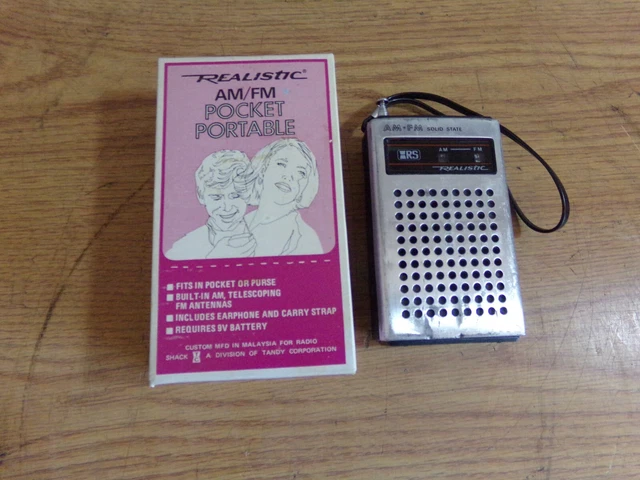 REALISTIC®
AM/FM
POCKET
PORTABLE
FITS IN POCKET OR PURSE
BUILT-IN AM, TELESCOPING
FM ANTENNAS
INCLUDES EARPHONE AND CARRY STRAP
REQUIRES 9V BATTERY
CUSTOM MFD IN MALAYSIA FOR RADIO
SHACK A DIVISION OF TANDY CORPORATION
AM•FM SOLID STATE
RS AM FM
REALISTIC